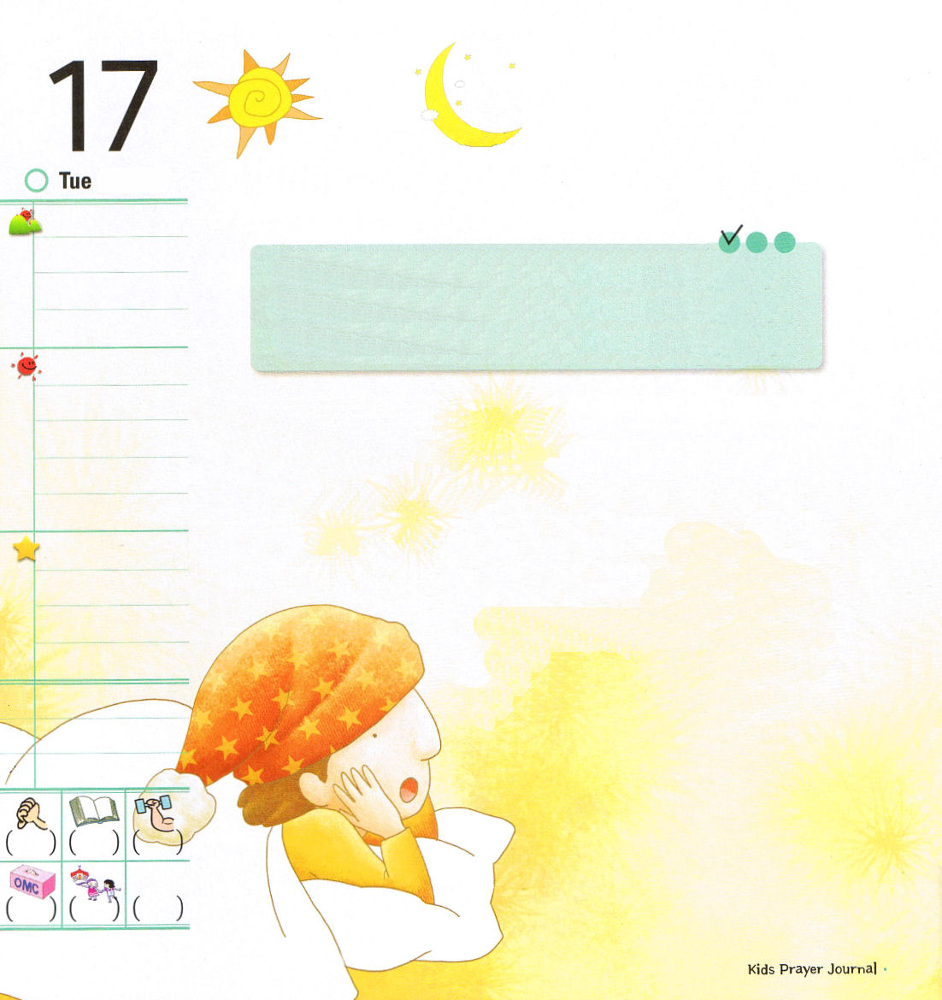 17
Tue
( ) ( ) ( )
OMC
( ) ( ) ( )
Kids Prayer Journal